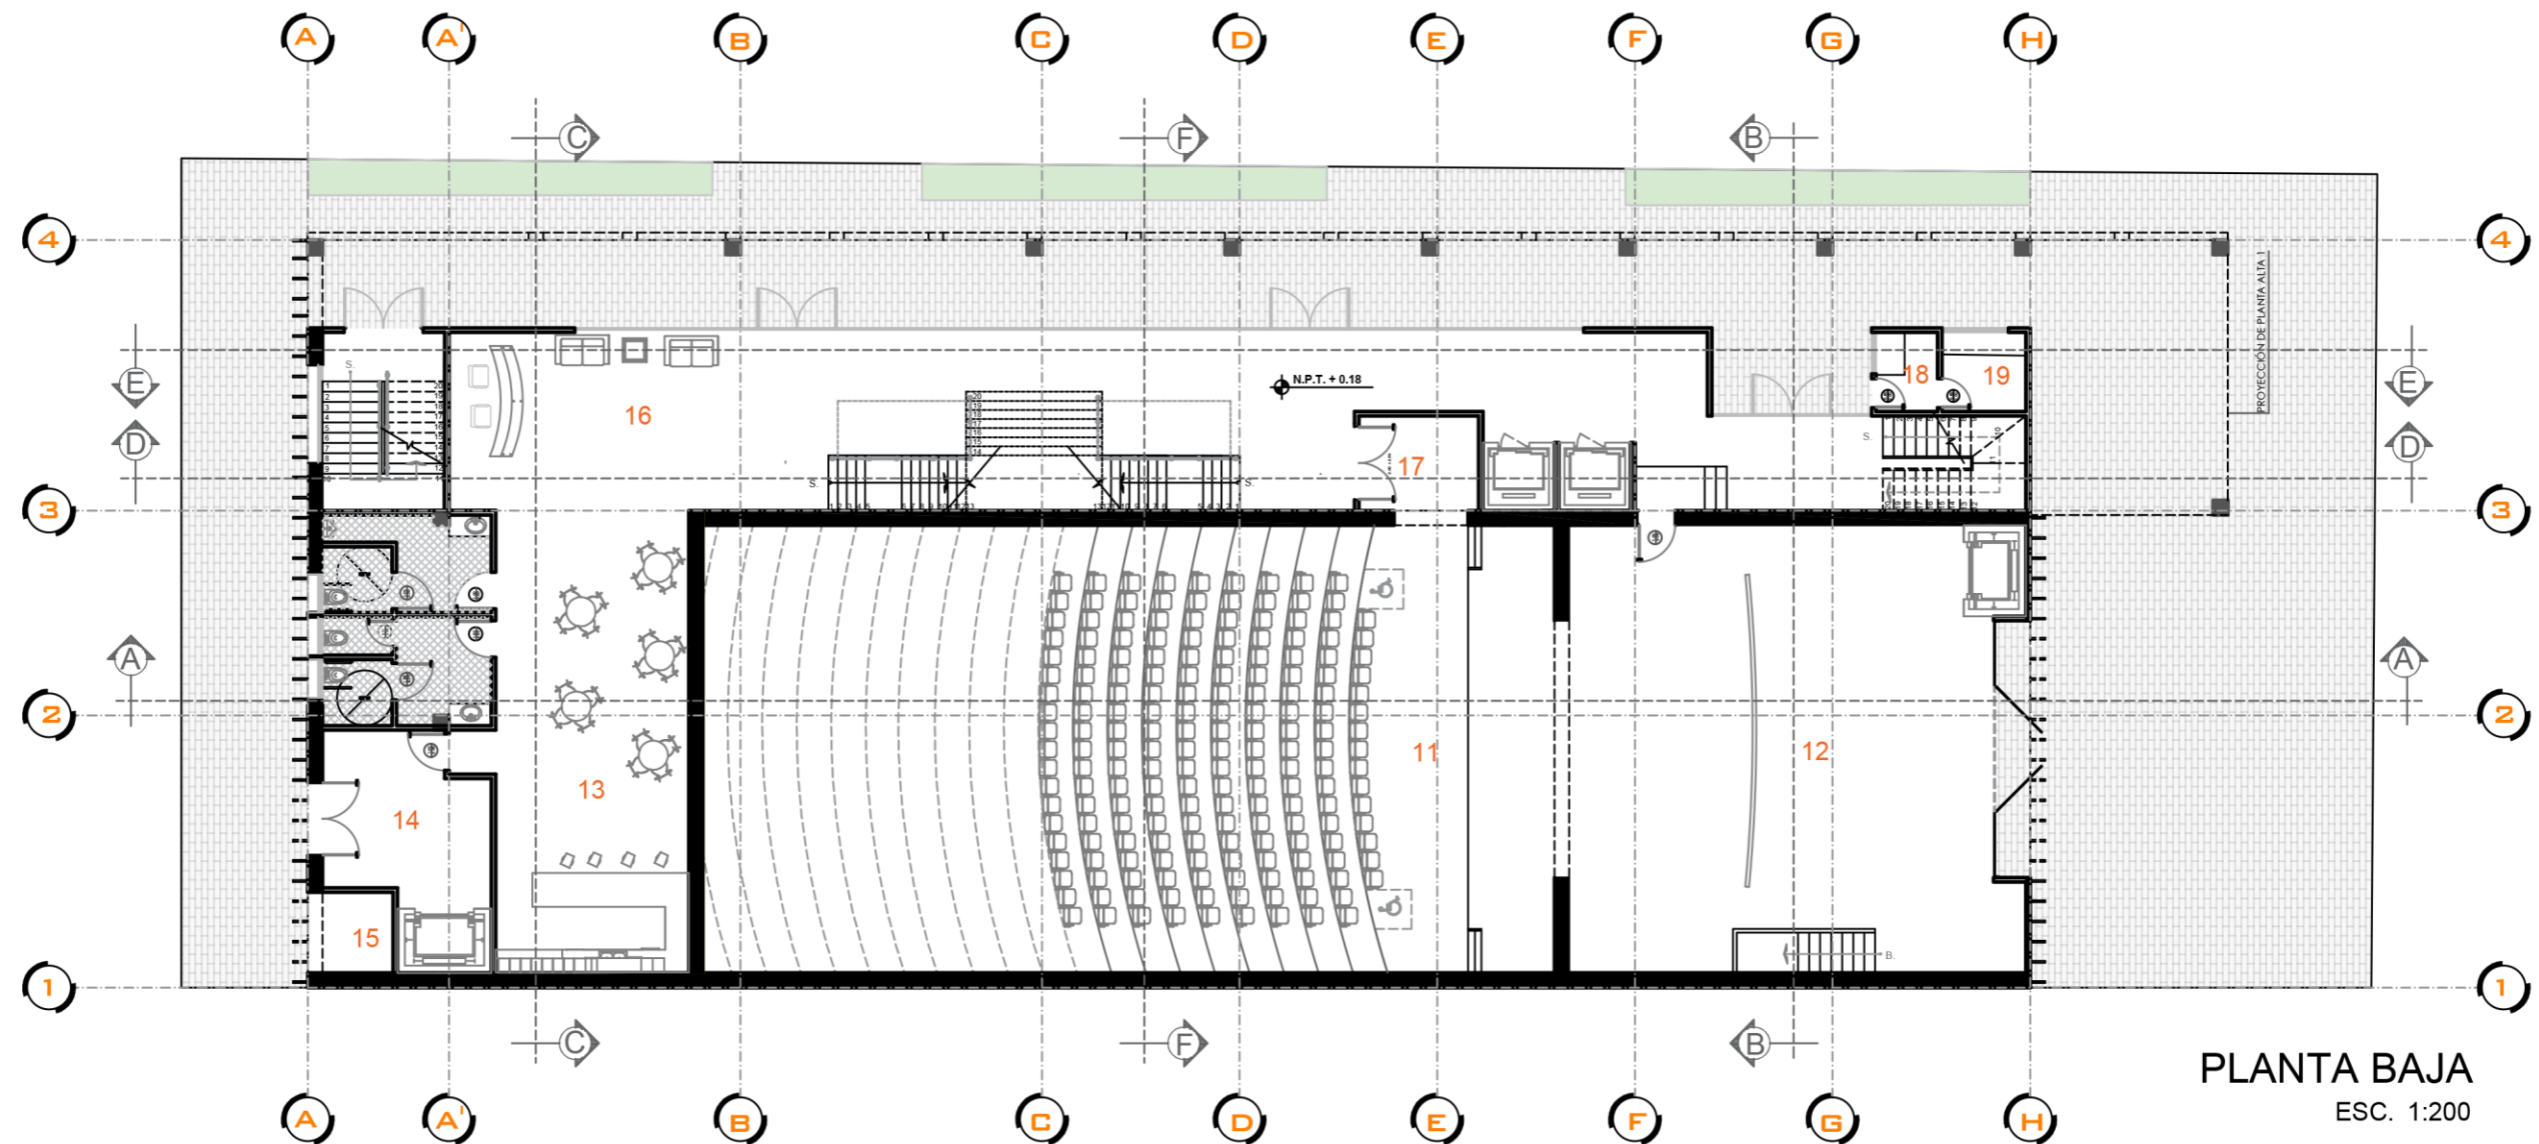 A A' B C D E F G H
C F B
4 4
PROYECCIÓN DE PLANTA ALTA 1
E E
N.P.T. + 0.18
S.
16
18 19
D D
S.
17
S. S.
3 3
A A
2 2
11
12
13
14
15
B.
1 1
C F B
PLANTA BAJA
ESC. 1:200
A A' B C D E F G H